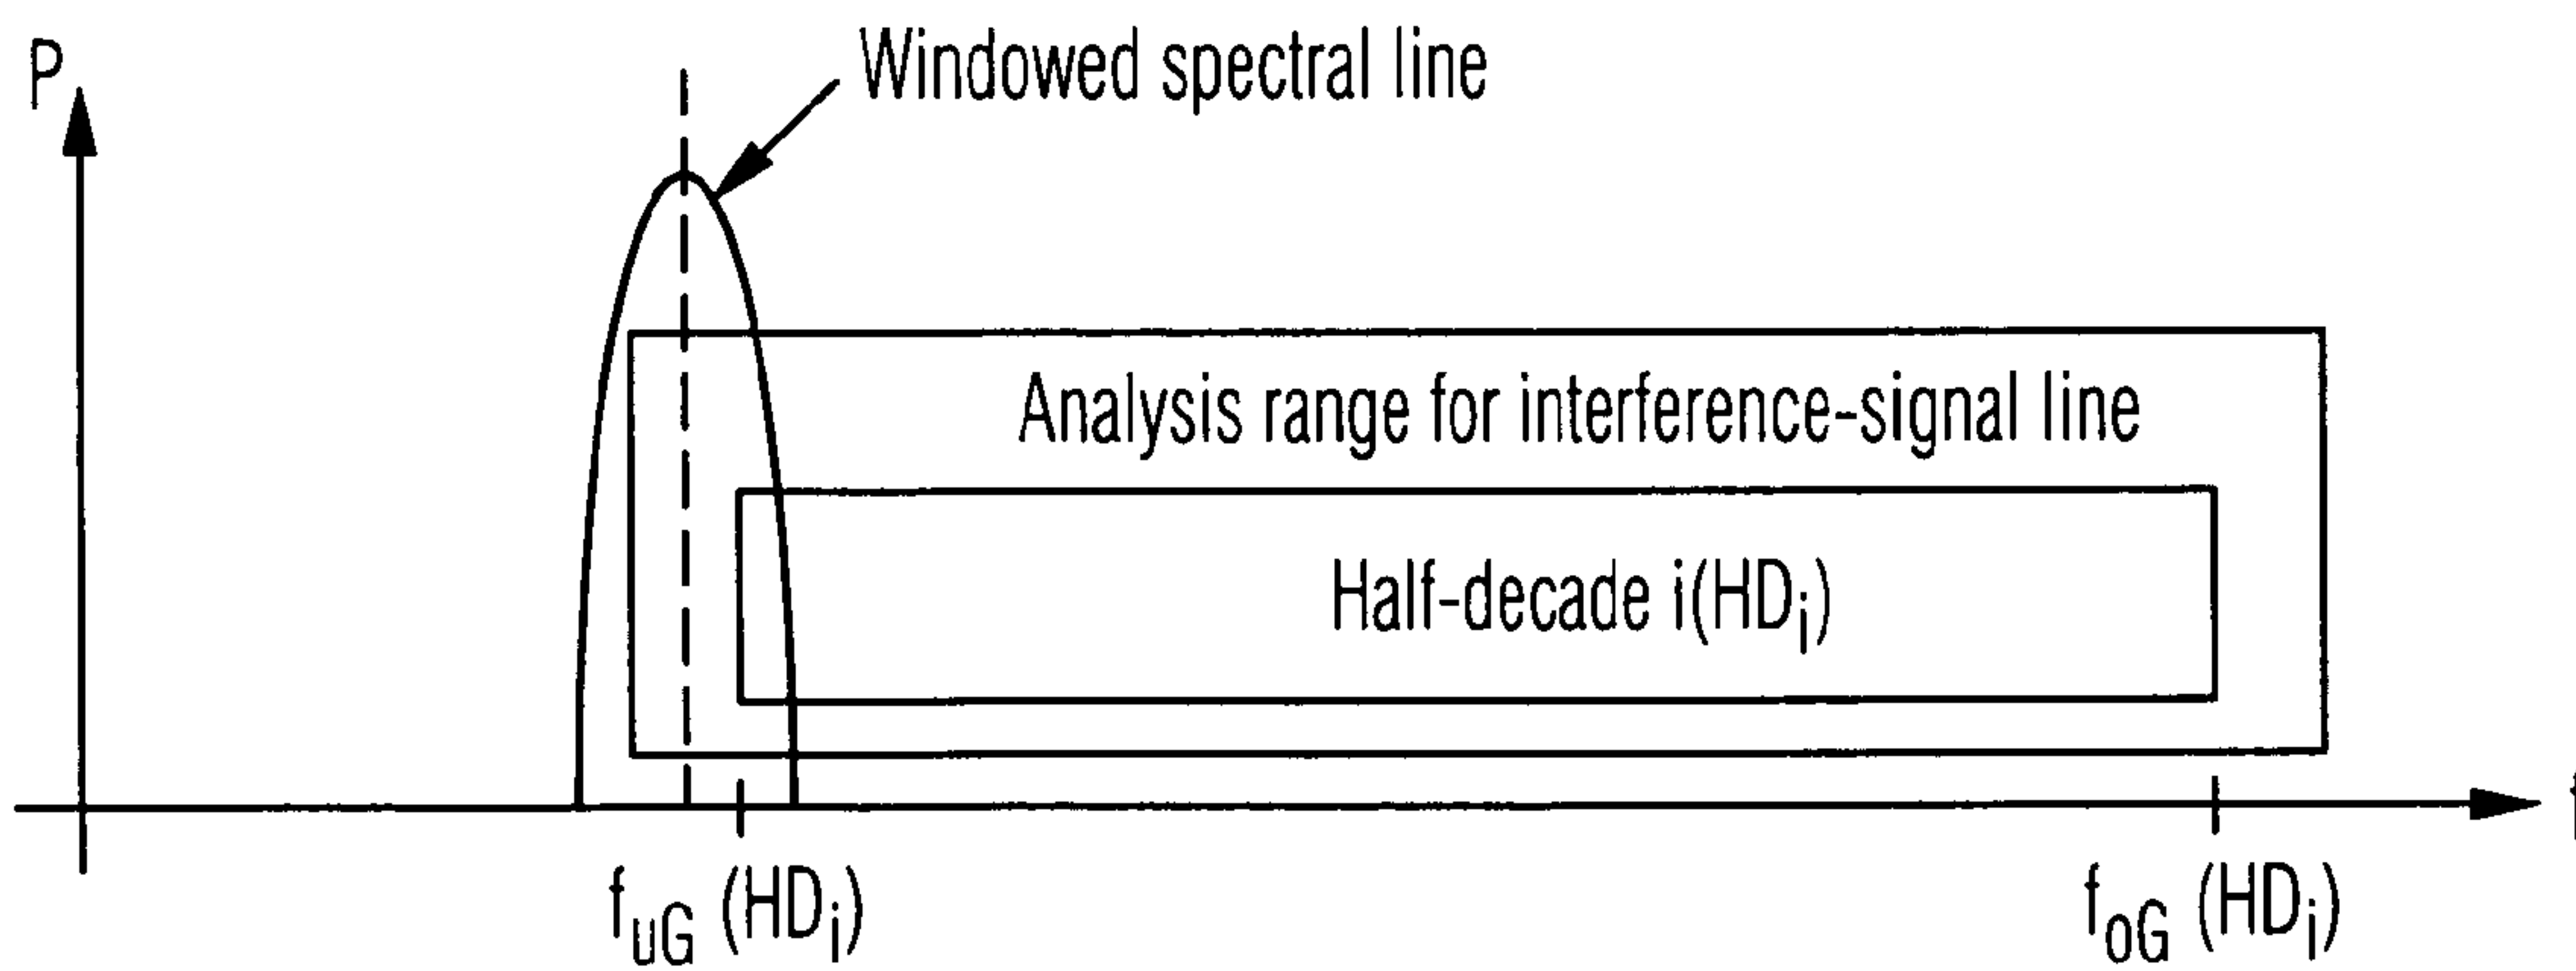 P
Windowed spectral line
Analysis range for interference-signal line
Half-decade i(HDi)
f
fuG (HDi)
foG (HDi)